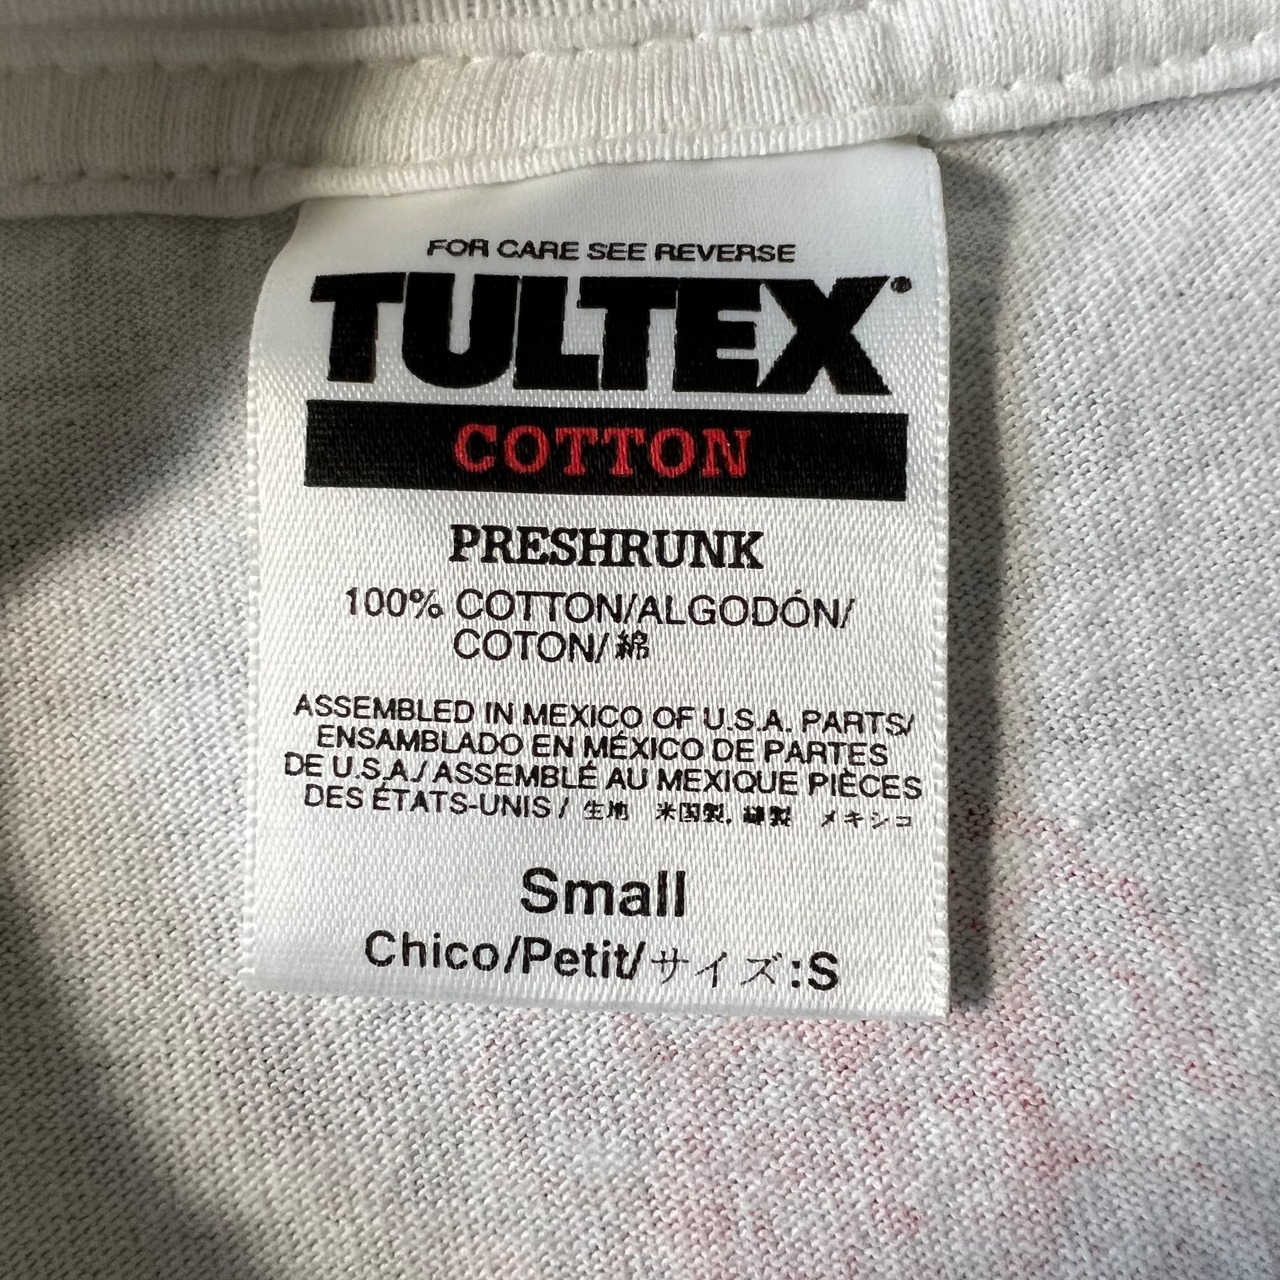 FOR CARE SEE REVERSE
TULTEX®
COTTON
PRESHRUNK
100% COTTON/ALGODÓN/
COTON/綿
ASSEMBLED IN MEXICO OF U.S.A. PARTS/
ENSAMBLADO EN MÉXICO DE PARTES
DE U.S.A./ASSEMBLÉ AU MEXIQUE PIÈCES
DES ÉTATS-UNIS/ 生地 米国製, 縫製 メキシコ
Small
Chico/Petit/サイズ:S